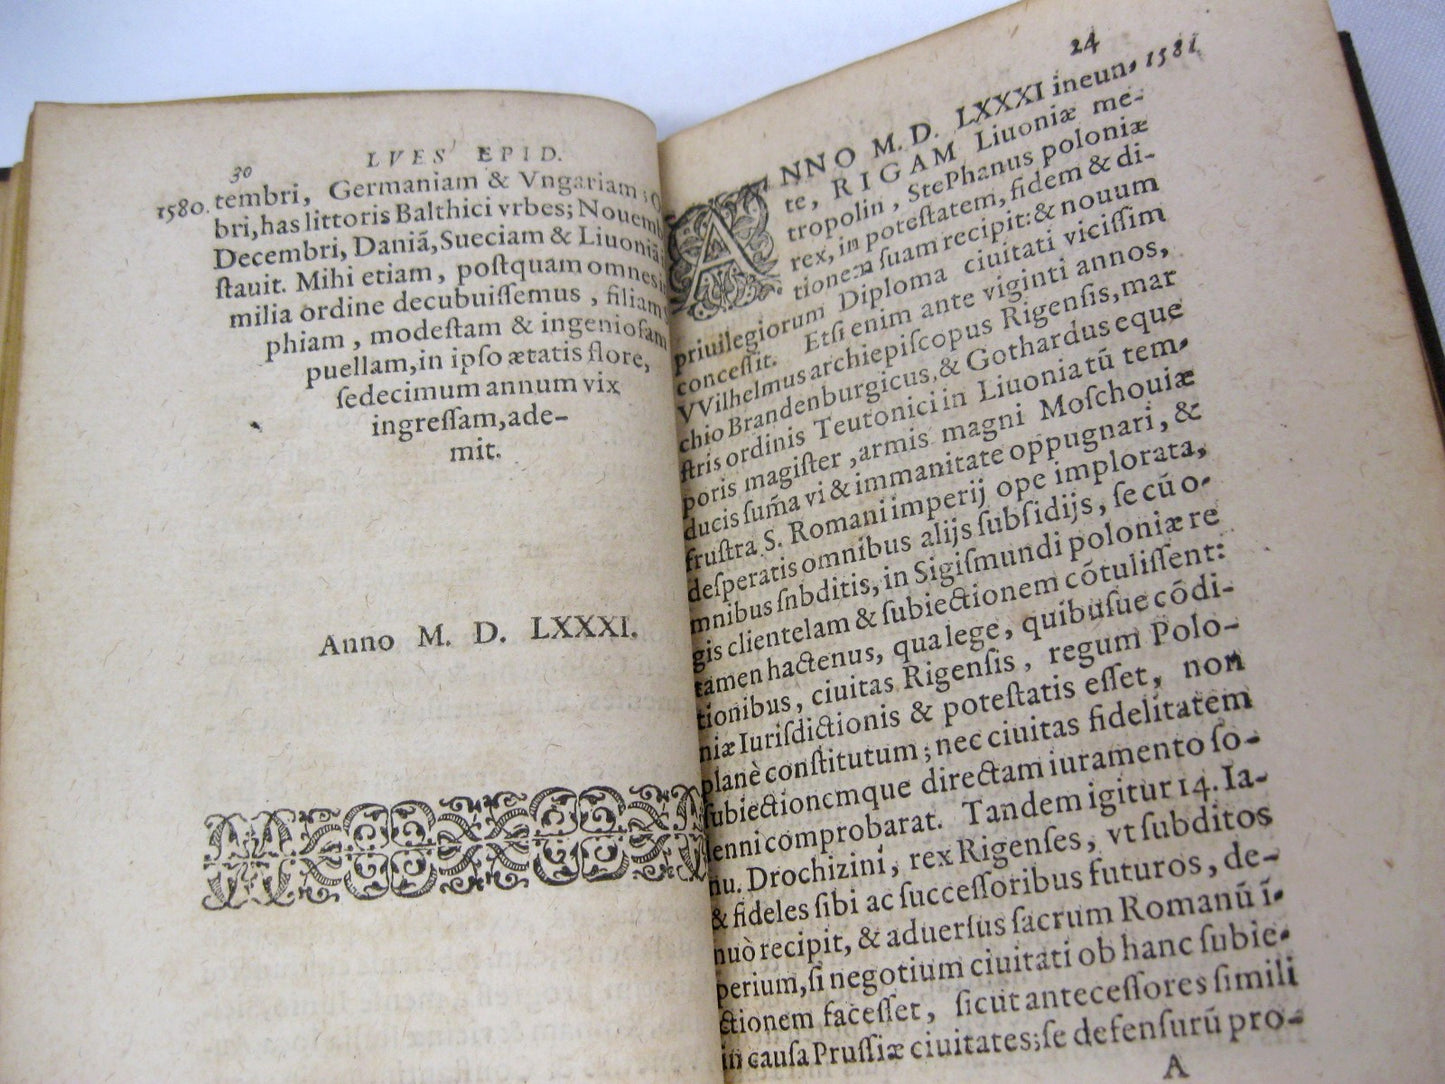 30
LVES EPID.
1580. tembri, Germaniam & Vngariam;
bri, has littoris Balthici vrbes; Nouemb
Decembri, Daniã, Sueciam & Liuoniã
ſtauit. Mihi etiam, poſtquam omnes
milia ordine decubuiſſemus, filiam
phiam, modeſtam & ingenioſam
puellam, in ipſo ætatis flore,
ſedecimum annum vix
ingreſſam, ade-
mit.
Anno M. D. LXXXI.
24
ANNO M. D. LXXXI ineun- 1581
te, RIGAM Liuoniæ me-
tropolin, StePhanus poloniæ
rex, in poteſtatem, fidem & di-
tionem ſuam recipit: & nouum
priuilegiorum Diploma ciuitati viciſſim
conceſſit. Etſi enim ante viginti annos,
VVilhelmus archiepiſcopus Rigenſis, mar
chio Brandenburgicus, & Gothardus eque
ſtris ordinis Teutonici in Liuonia tũ tem-
poris magiſter, armis magni Moſchouiæ
ducis ſum̃a vi & immanitate oppugnari, &
fruſtra S. Romani imperij ope implorata,
deſperatis omnibus alijs ſubſidijs, ſe cũ o-
mnibus ſnbditis, in Sigiſmundi poloniæ re
gis clientelam & ſubiectionem cõtuliſſent:
tamen hactenus, qua lege, quibuſue cõdi-
tionibus, ciuitas Rigenſis, regum Polo-
niæ Iurſdictionis & poteſtatis eſſet, non
planè conſtitutum; nec ciuitas fidelitatem
ſubiectionemque directam iuramento ſo-
lenni comprobarat. Tandem igitur 14. Ia-
nu. Drochizini, rex Rigenſes, vt ſubditos
& fideles ſibi ac ſucceſſoribus futuros, de-
nuò recipit, & aduerſus ſacrum Romanũ ĩ-
perium, ſi negotium ciuitati ob hanc ſubie-
ctionem faceſſet, ſicut anteceſſores ſimili
in cauſa Pruſſiæ ciuitates; ſe defenſurũ pro-
A